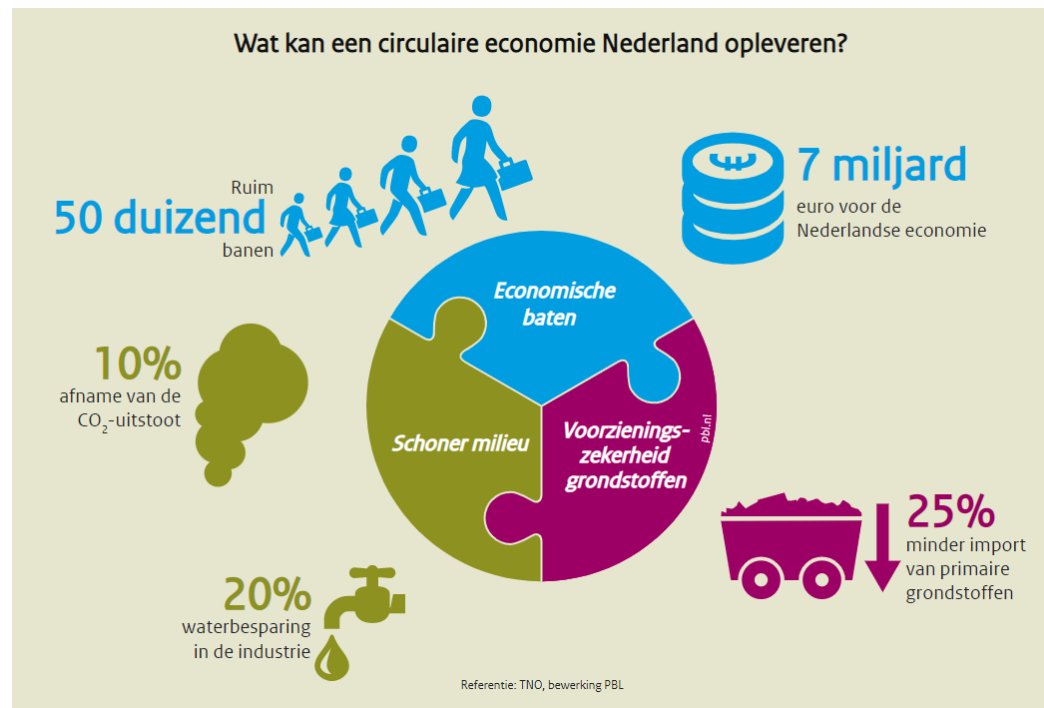 Wat kan een circulaire economie Nederland opleveren?
Ruim
50 duizend
banen
7 miljard
euro voor de
Nederlandse economie
Economische
baten
10%
afname van de
CO₂-uitstoot
Schoner milieu
Voorzienings-
zekerheid
grondstoffen
pbl.nl
25%
minder import
van primaire
grondstoffen
20%
waterbesparing
in de industrie
Referentie: TNO, bewerking PBL